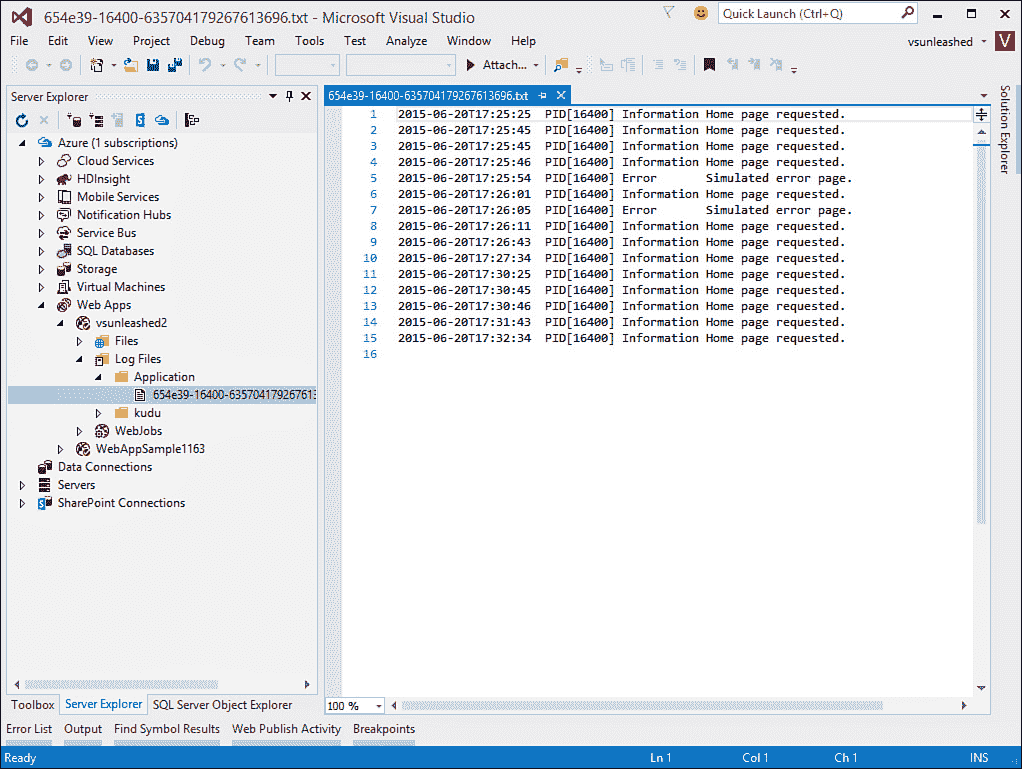 654e39-16400-635704179267613696.txt - Microsoft Visual Studio
Quick Launch (Ctrl+Q)
File Edit View Project Debug Team Tools Test Analyze Window Help
vsunleashed V
Attach...
Server Explorer
Azure (1 subscriptions)
Cloud Services
HDInsight
Mobile Services
Notification Hubs
Service Bus
SQL Databases
Storage
Virtual Machines
Web Apps
vsunleashed2
Files
Log Files
Application
654e39-16400-63570417926761
kudu
WebJobs
WebAppSample1163
Data Connections
Servers
SharePoint Connections
Toolbox Server Explorer SQL Server Object Explorer
654e39-16400-635704179267613696.txt
1 2015-06-20T17:25:25 PID[16400] Information Home page requested.
2 2015-06-20T17:25:45 PID[16400] Information Home page requested.
3 2015-06-20T17:25:45 PID[16400] Information Home page requested.
4 2015-06-20T17:25:46 PID[16400] Information Home page requested.
5 2015-06-20T17:25:54 PID[16400] Error Simulated error page.
6 2015-06-20T17:26:01 PID[16400] Information Home page requested.
7 2015-06-20T17:26:05 PID[16400] Error Simulated error page.
8 2015-06-20T17:26:11 PID[16400] Information Home page requested.
9 2015-06-20T17:26:43 PID[16400] Information Home page requested.
10 2015-06-20T17:27:34 PID[16400] Information Home page requested.
11 2015-06-20T17:30:25 PID[16400] Information Home page requested.
12 2015-06-20T17:30:45 PID[16400] Information Home page requested.
13 2015-06-20T17:30:46 PID[16400] Information Home page requested.
14 2015-06-20T17:31:43 PID[16400] Information Home page requested.
15 2015-06-20T17:32:34 PID[16400] Information Home page requested.
16
100 %
Solution Explorer
Error List Output Find Symbol Results Web Publish Activity Breakpoints
Ready Ln 1 Col 1 Ch 1 INS